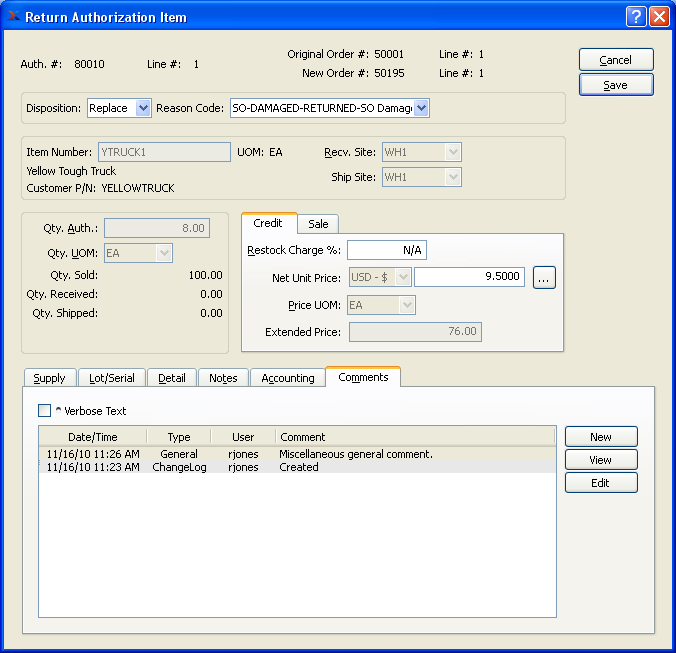 Return Authorization Item
Auth. #: 80010 Line #: 1 Original Order #: 50001 Line #: 1
New Order #: 50195 Line #: 1
Cancel
Save
Disposition: Replace Reason Code: SO-DAMAGED-RETURNED-SO Damag
Item Number: YTRUCK1 UOM: EA Recv. Site: WH1
Yellow Tough Truck
Customer P/N: YELLOWTRUCK Ship Site: WH1
Qty. Auth.: 8.00
Qty. UOM: EA
Qty. Sold: 100.00
Qty. Received: 0.00
Qty. Shipped: 0.00
Credit Sale
Restock Charge %: N/A
Net Unit Price: USD - $ 9.5000 ...
Price UOM: EA
Extended Price: 76.00
Supply Lot/Serial Detail Notes Accounting Comments
^ Verbose Text
Date/Time Type User Comment
11/16/10 11:26 AM General rjones Miscellaneous general comment.
11/16/10 11:23 AM ChangeLog rjones Created
New
View
Edit